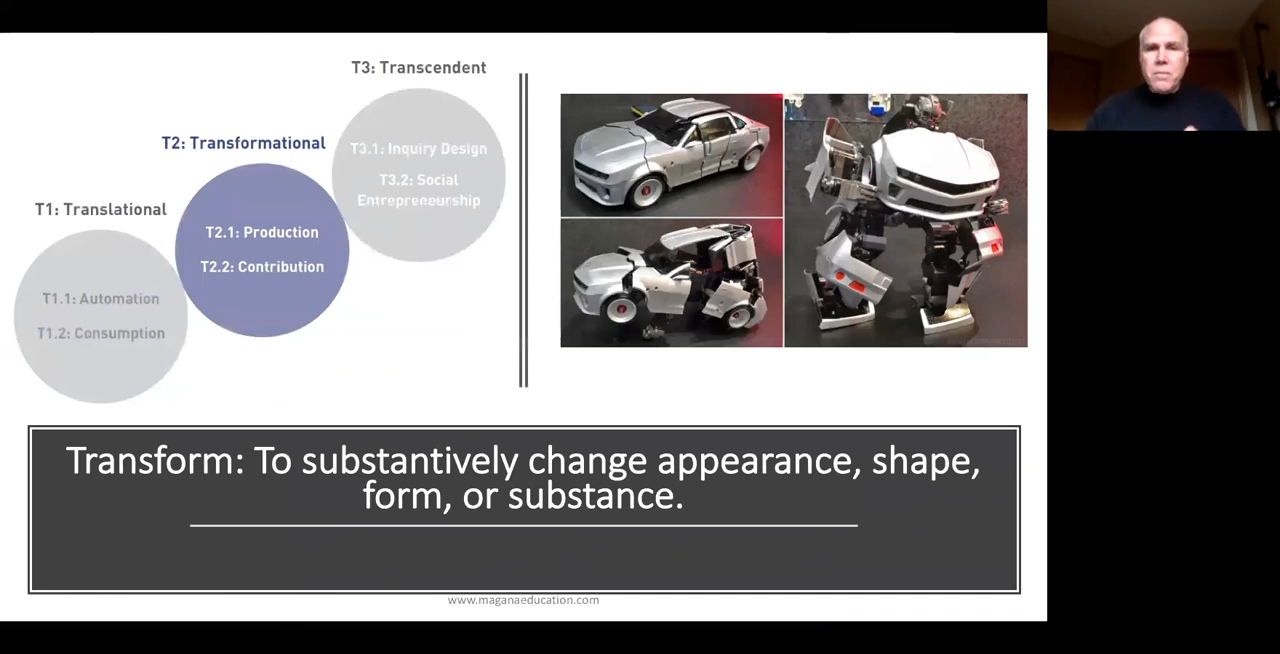 T3: Transcendent
T3.1: Inquiry Design
T3.2: Social
Entrepreneurship
T2: Transformational
T2.1: Production
T2.2: Contribution
T1: Translational
T1.1: Automation
T1.2: Consumption
Transform: To substantively change appearance, shape,
form, or substance.
www.maganaeducation.com